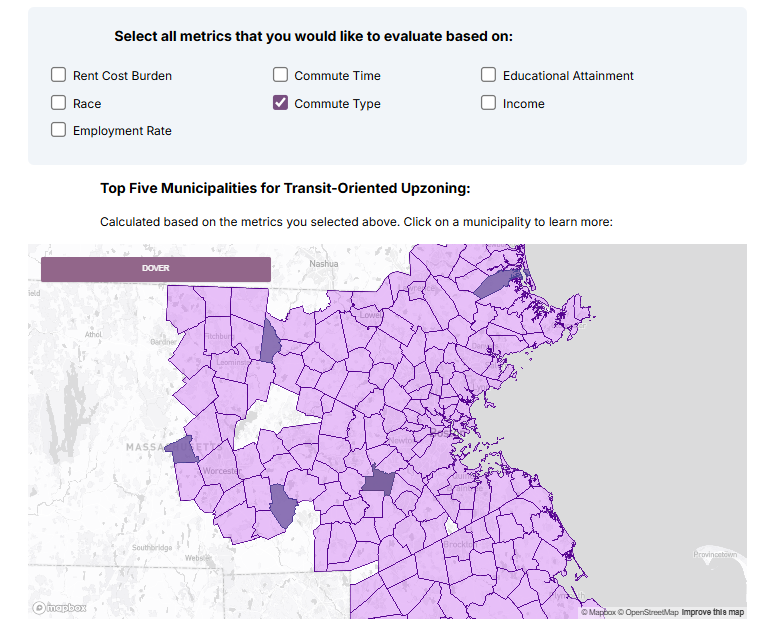 Select all metrics that you would like to evaluate based on:
Rent Cost Burden
Commute Time
Educational Attainment
Race
Commute Type
Income
Employment Rate
Top Five Municipalities for Transit-Oriented Upzoning:
Calculated based on the metrics you selected above. Click on a municipality to learn more:
DOVER
Nashua
Athol
Gardner
Fitchburg
Leominster
Lowell
MASSA
Worcester
Newton
Southbridge
Brockton
Provincetown
mapbox
© Mapbox © OpenStreetMap Improve this map